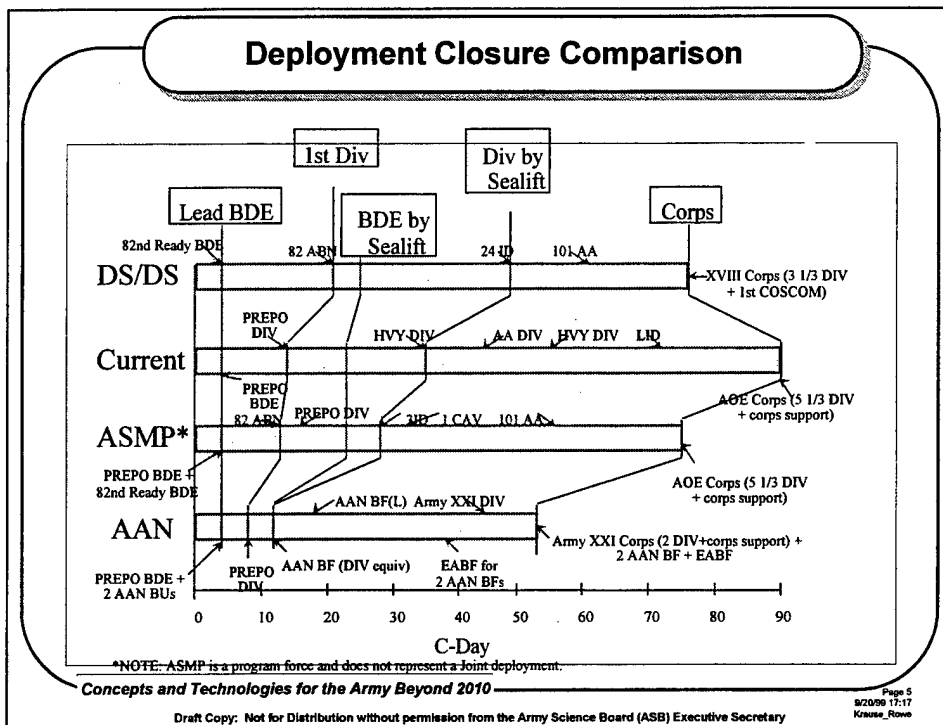 Deployment Closure Comparison
1st Div
Div by
Sealift
Lead BDE
BDE by
Sealift
Corps
82nd Ready BDE
82 ABN
24 ID
101 AA
DS/DS
XVIII Corps (3 1/3 DIV
+ 1st COSCOM)
PREPO
DIV
HVY DIV
AA DIV
HVY DIV
LID
Current
PREPO
BDE
AOE Corps (5 1/3 DIV
+ corps support)
82 ABN
PREPO DIV
1 CAV
101 AA
ASMP*
PREPO BDE +
82nd Ready BDE
AOE Corps (5 1/3 DIV
+ corps support)
AAN BF(L)
Army XXI DIV
AAN
Army XXI Corps (2 DIV+corps support) +
2 AAN BF + EABF
PREPO BDE +
2 AAN BUs
PREPO
DIV
AAN BF (DIV equiv)
EABF for
2 AAN BFs
0 10 20 30 40 50 60 70 80 90
C-Day
*NOTE: ASMP is a program force and does not represent a Joint deployment.
Concepts and Technologies for the Army Beyond 2010
Page 5
9/20/99 17:17
Krause_Rowe
Draft Copy: Not for Distribution without permission from the Army Science Board (ASB) Executive Secretary